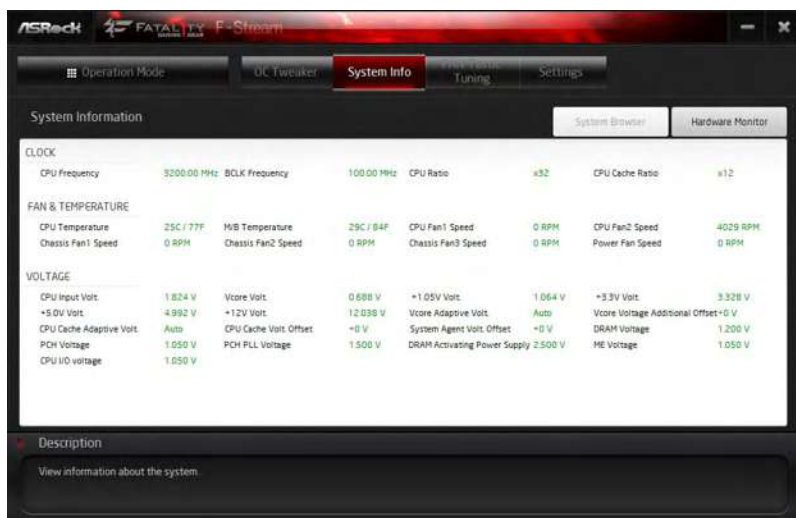 ASRock FATAL1TY GAMING GEAR F-Stream
Operation Mode OC Tweaker System Info Tuning Settings
System Information System Browser Hardware Monitor
CLOCK
CPU Frequency 3200.00 MHz BCLK Frequency 100.00 MHz CPU Ratio x32 CPU Cache Ratio x12
FAN & TEMPERATURE
CPU Temperature 25C / 77F M/B Temperature 29C / 84F CPU Fan1 Speed 0 RPM CPU Fan2 Speed 4029 RPM
Chassis Fan1 Speed 0 RPM Chassis Fan2 Speed 0 RPM Chassis Fan3 Speed 0 RPM Power Fan Speed 0 RPM
VOLTAGE
CPU Input Volt. 1.824 V Vcore Volt. 0.688 V +1.05V Volt. 1.064 V +3.3V Volt. 3.328 V
+5.0V Volt. 4.992 V +12V Volt. 12.038 V Vcore Adaptive Volt. Auto Vcore Voltage Additional Offset +0 V
CPU Cache Adaptive Volt. Auto CPU Cache Volt. Offset +0 V System Agent Volt. Offset +0 V DRAM Voltage 1.200 V
PCH Voltage 1.050 V PCH PLL Voltage 1.500 V DRAM Activating Power Supply 2.500 V ME Voltage 1.050 V
CPU I/O voltage 1.050 V
Description
View information about the system.